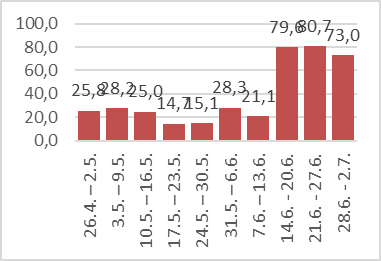 100,0
80,0
60,0
40,0
20,0
0,0
25,8
28,2
25,0
14,7
15,1
28,3
21,1
79,6
80,7
73,0
26.4. – 2.5.
3.5. – 9.5.
10.5. – 16.5.
17.5. – 23.5.
24.5. – 30.5.
31.5. – 6.6.
7.6. – 13.6.
14.6. - 20.6.
21.6. - 27.6.
28.6. - 2.7.